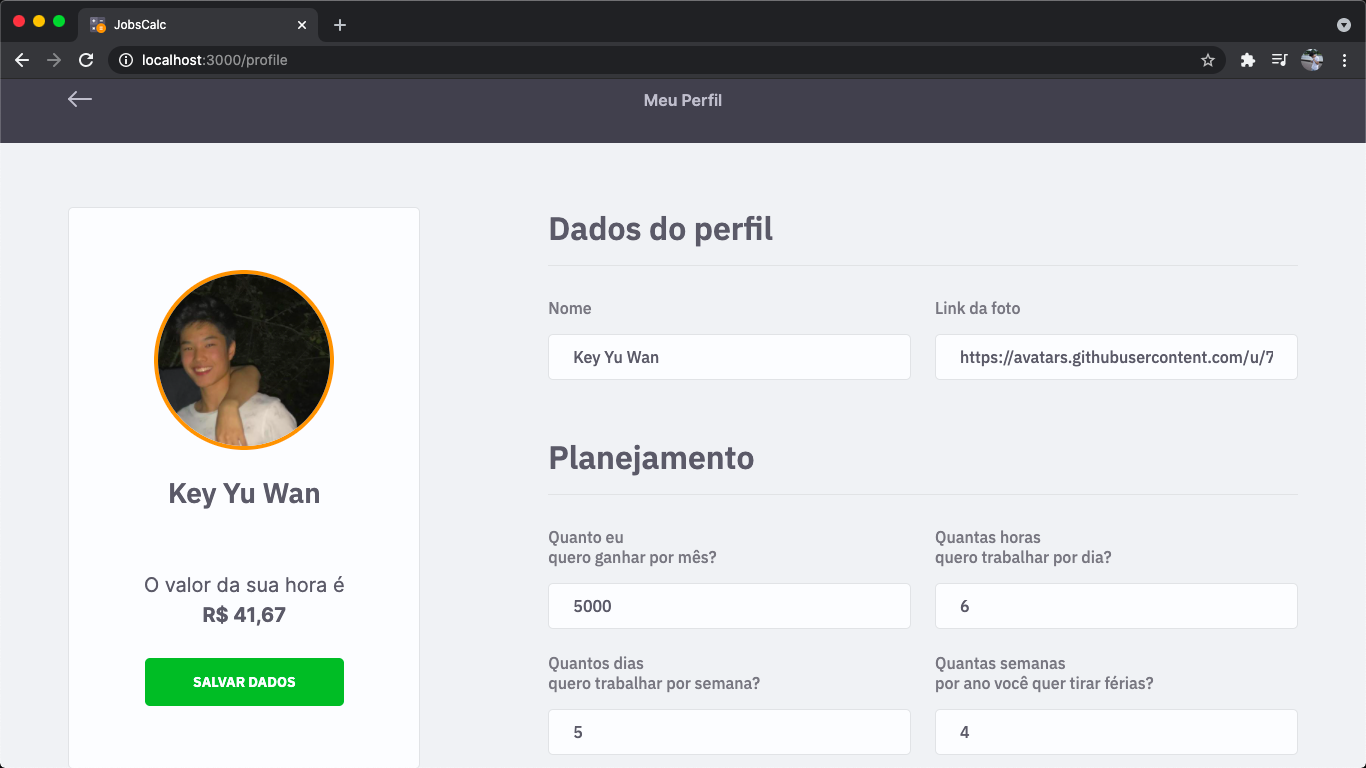 JobsCalc
localhost:3000/profile
Meu Perfil
Key Yu Wan
O valor da sua hora é
R$ 41,67
SALVAR DADOS
Dados do perfil
Nome
Key Yu Wan
Link da foto
https://avatars.githubusercontent.com/u/7
Planejamento
Quanto eu
quero ganhar por mês?
5000
Quantas horas
quero trabalhar por dia?
6
Quantos dias
quero trabalhar por semana?
5
Quantas semanas
por ano você quer tirar férias?
4